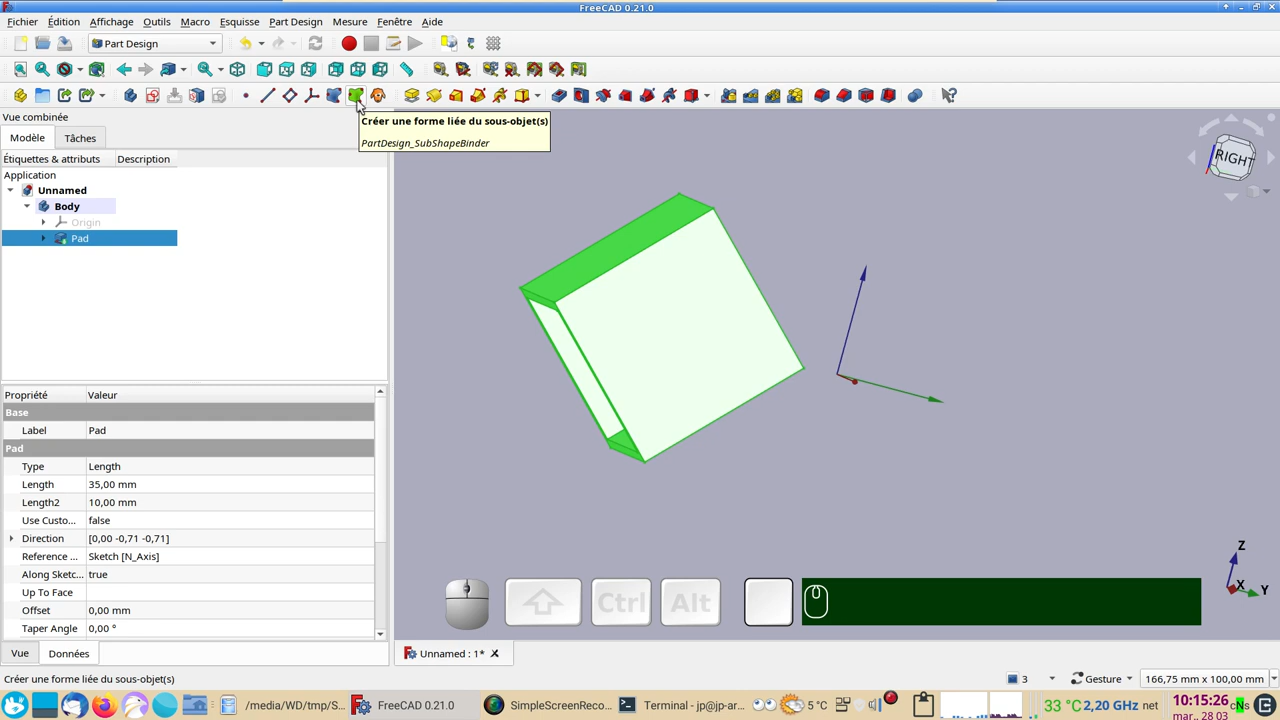 FreeCAD 0.21.0
Fichier Édition Affichage Outils Macro Esquisse Part Design Mesure Fenêtre Aide
Part Design
Vue combinée
Modèle Tâches
Étiquettes & attributs Description
Application
Unnamed
Body
Origin
Pad
Créer une forme liée du sous-objet(s)
PartDesign_SubShapeBinder
RIGHT
Propriété Valeur
Base
Label Pad
Pad
Type Length
Length 35,00 mm
Length2 10,00 mm
Use Custo... false
Direction [0,00 -0,71 -0,71]
Reference ... Sketch [N_Axis]
Along Sketc... true
Up To Face
Offset 0,00 mm
Taper Angle 0,00 °
Z
X
Y
Ctrl Alt
Vue Données
Unnamed : 1*
Créer une forme liée du sous-objet(s)
3 Gesture 166,75 mm x 100,00 mm
/media/WD/tmp/S... FreeCAD 0.21.0 SimpleScreenReco... Terminal - jp@jp-ar... 5 °C 33 °C 2,20 GHz net 10:15:26 cNs
mar.. 28 03